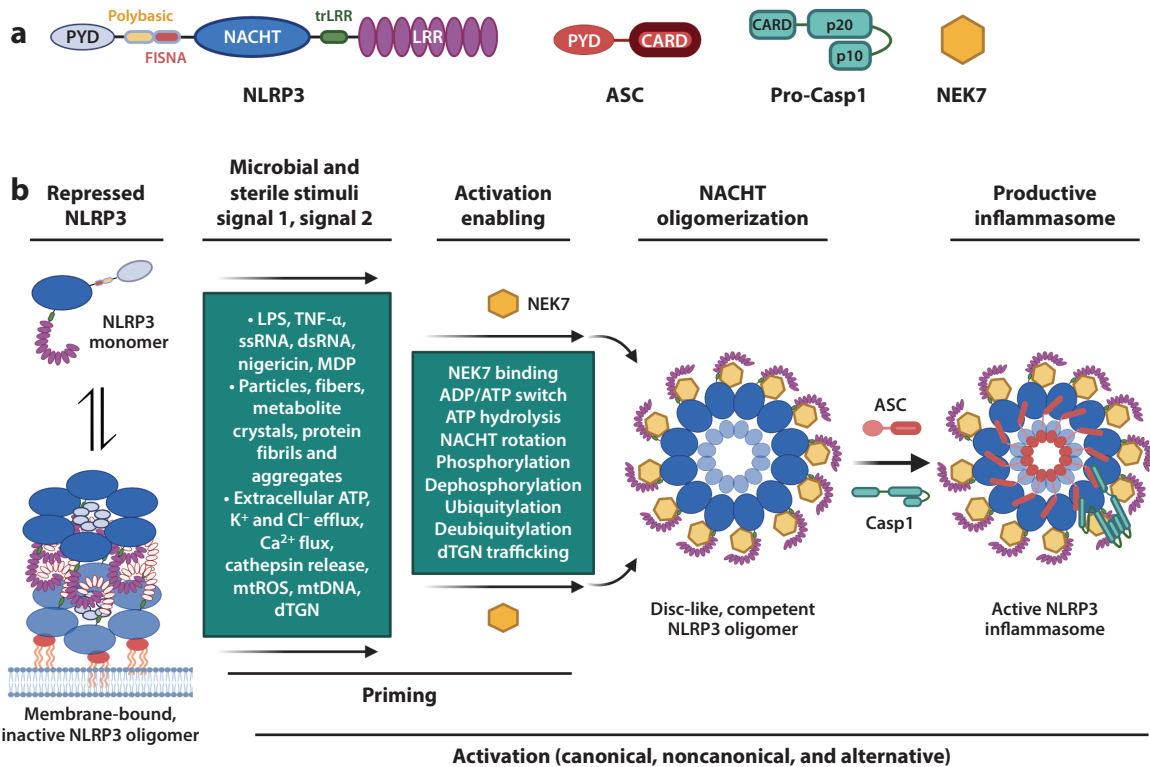 a
PYD
Polybasic
FISNA
NACHT
trLRR
LRR
NLRP3
PYD
CARD
ASC
CARD
p20
p10
Pro-Casp1
NEK7
b
Repressed
NLRP3
Microbial and
sterile stimuli
signal 1, signal 2
Activation
enabling
NACHT
oligomerization
Productive
inflammasome
NLRP3
monomer
• LPS, TNF-α,
ssRNA, dsRNA,
nigericin, MDP
• Particles, fibers,
metabolite
crystals, protein
fibrils and
aggregates
• Extracellular ATP,
K⁺ and Cl⁻ efflux,
Ca²⁺ flux,
cathepsin release,
mtROS, mtDNA,
dTGN
NEK7
NEK7 binding
ADP/ATP switch
ATP hydrolysis
NACHT rotation
Phosphorylation
Dephosphorylation
Ubiquitylation
Deubiquitylation
dTGN trafficking
ASC
Casp1
Disc-like, competent
NLRP3 oligomer
Active NLRP3
inflammasome
Membrane-bound,
inactive NLRP3 oligomer
Priming
Activation (canonical, noncanonical, and alternative)